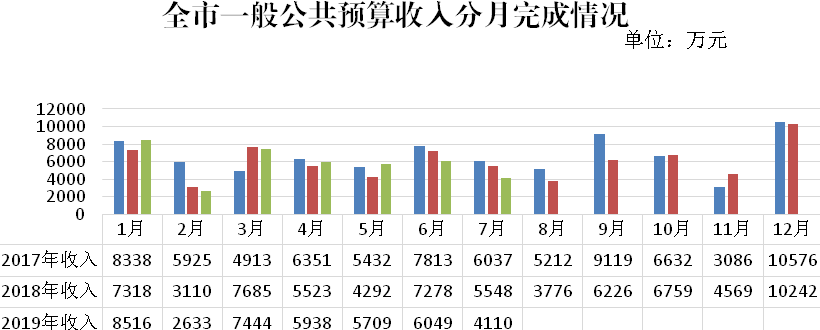 全市一般公共预算收入分月完成情况
单位：万元
12000
10000
8000
6000
4000
2000
0
1月 2月 3月 4月 5月 6月 7月 8月 9月 10月 11月 12月
2017年收入 8338 5925 4913 6351 5432 7813 6037 5212 9119 6632 3086 10576
2018年收入 7318 3110 7685 5523 4292 7278 5548 3776 6226 6759 4569 10242
2019年收入 8516 2633 7444 5938 5709 6049 4110